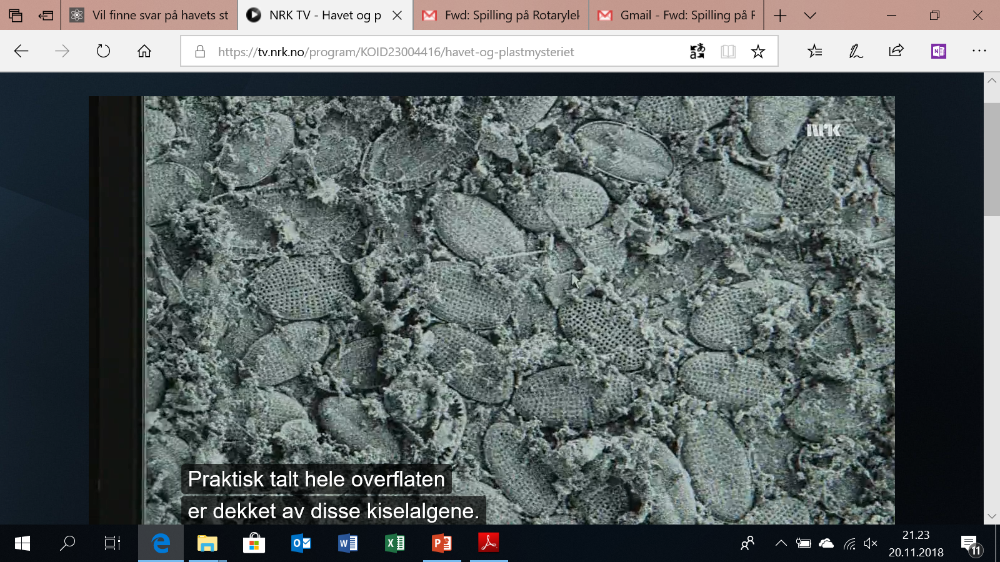 Vil finne svar på havets st
NRK TV - Havet og p
Fwd: Spilling på Rotarylek
Gmail - Fwd: Spilling på R
https://tv.nrk.no/program/KOID23004416/havet-og-plastmysteriet
nrk
Praktisk talt hele overflaten
er dekket av disse kiselalgene.
21.23
20.11.2018
11